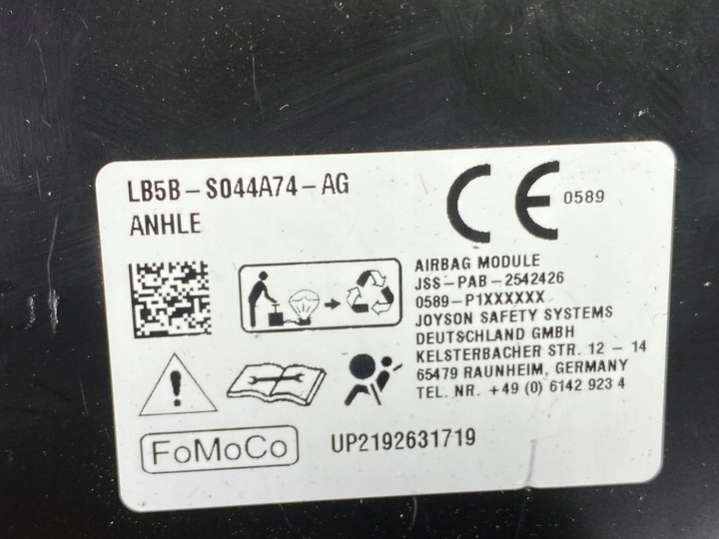 LB5B-S044A74-AG
ANHLE
CE 0589
AIRBAG MODULE
JSS-PAB-2542426
0589-P1XXXXXX
JOYSON SAFETY SYSTEMS
DEUTSCHLAND GMBH
KELSTERBACHER STR. 12 - 14
65479 RAUNHEIM, GERMANY
TEL. NR. +49 (0) 6142 923 4
FoMoCo
UP2192631719